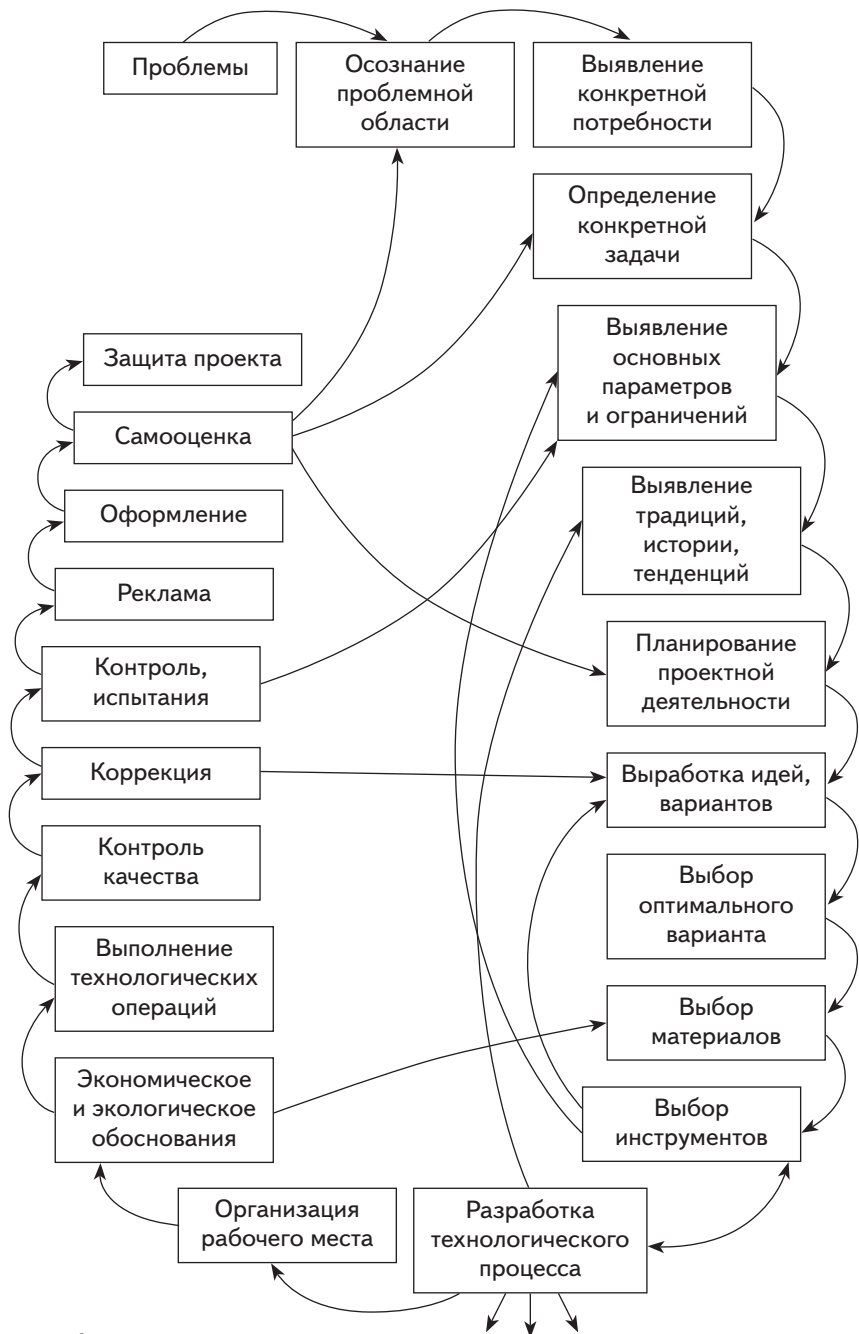 Проблемы
Осознание
проблемной
области
Выявление
конкретной
потребности
Определение
конкретной
задачи
Выявление
основных
параметров
и ограничений
Выявление
традиций,
истории,
тенденций
Планирование
проектной
деятельности
Выработка идей,
вариантов
Выбор
оптимального
варианта
Выбор
материалов
Выбор
инструментов
Разработка
технологического
процесса
Организация
рабочего места
Экономическое
и экологическое
обоснования
Выполнение
технологических
операций
Контроль
качества
Коррекция
Контроль,
испытания
Реклама
Оформление
Самооценка
Защита проекта